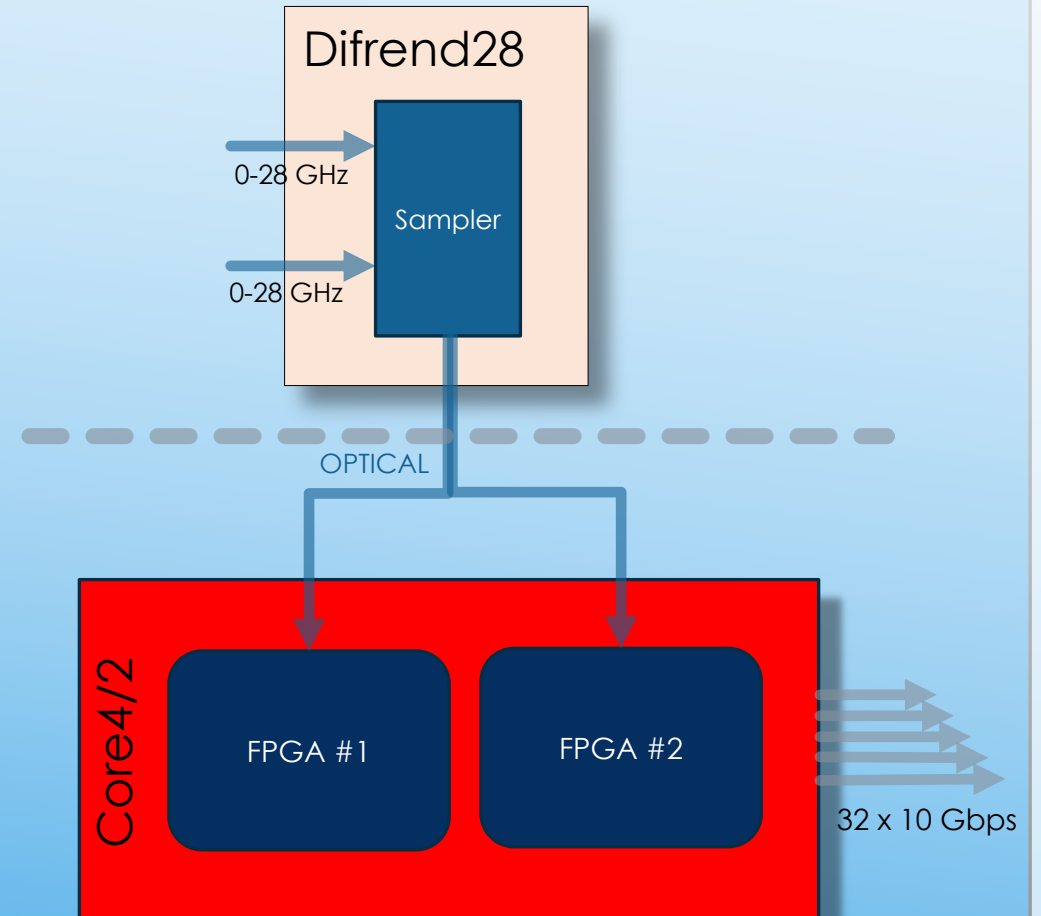 Difrend28
0-28 GHz
Sampler
0-28 GHz
OPTICAL
Core4/2
FPGA #1
FPGA #2
32 x 10 Gbps